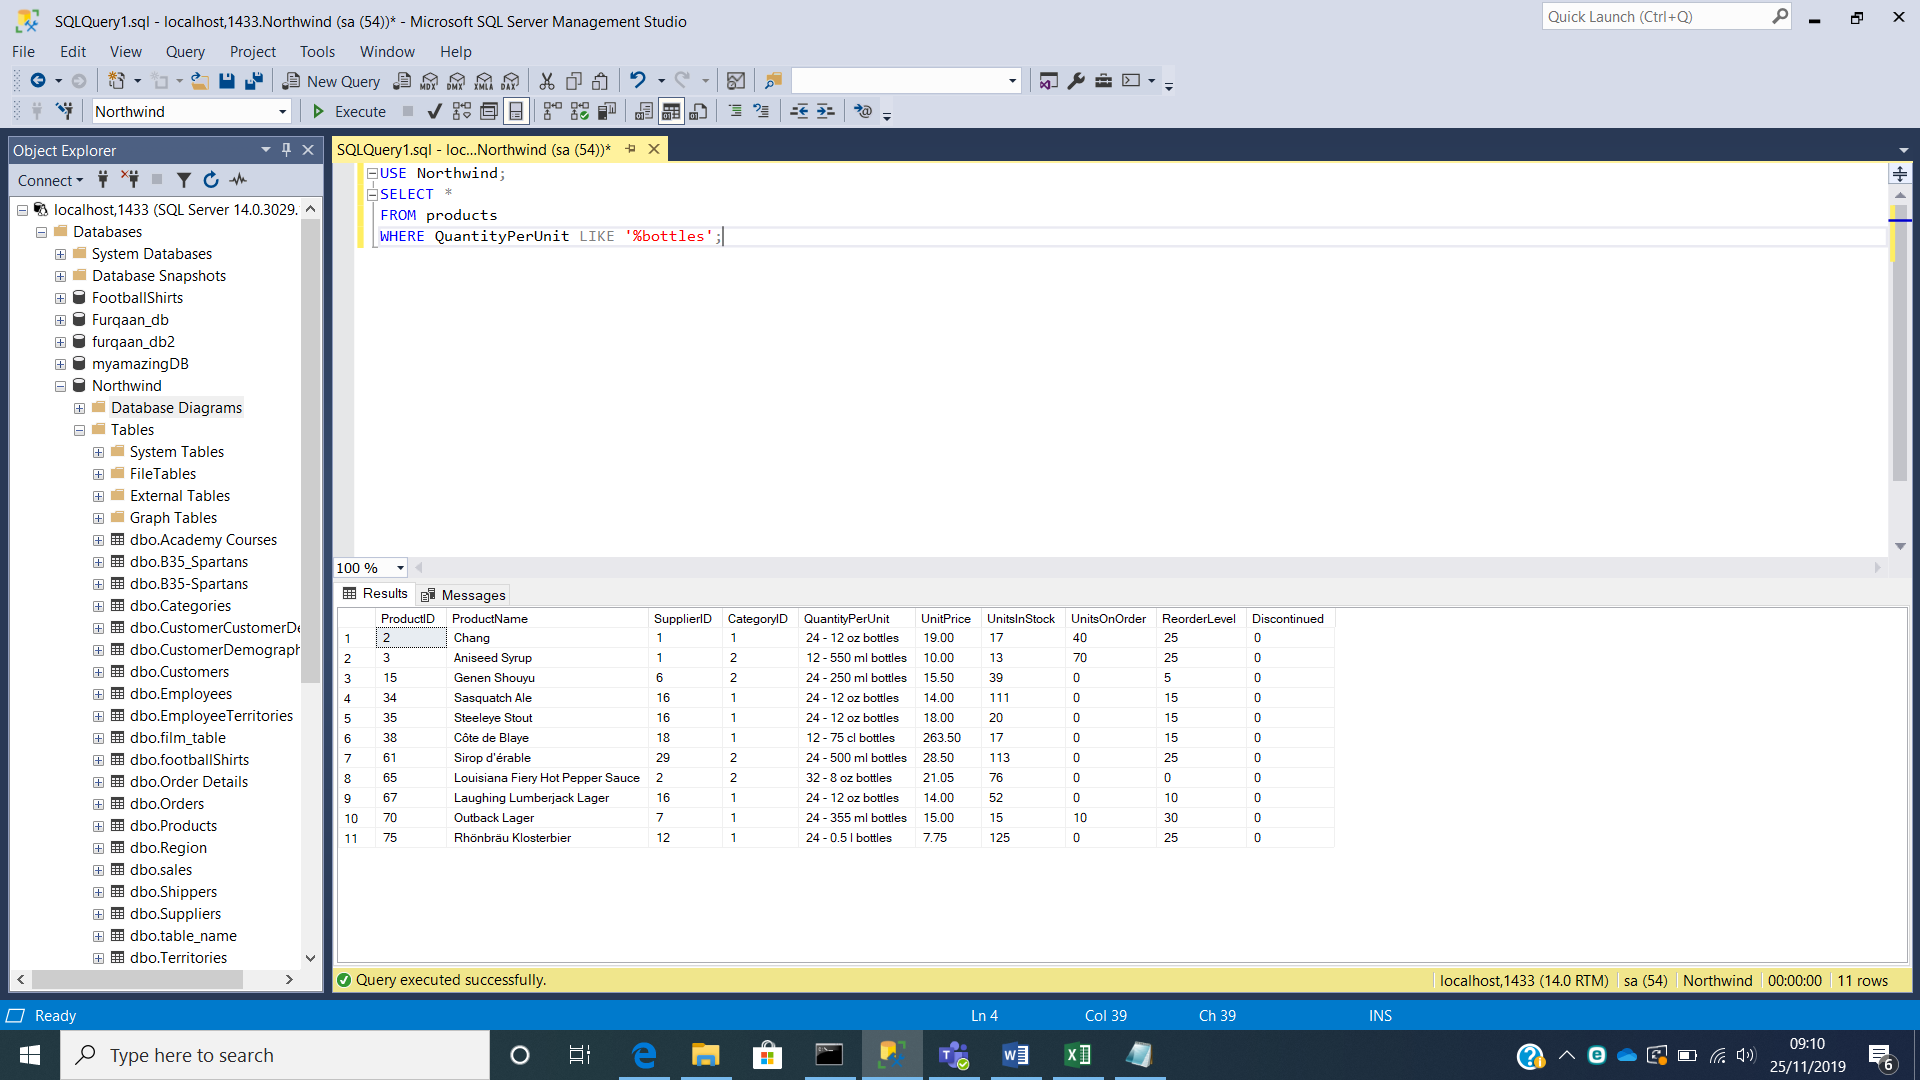 SQLQuery1.sql - localhost,1433.Northwind (sa (54))* - Microsoft SQL Server Management Studio
Quick Launch (Ctrl+Q)
File Edit View Query Project Tools Window Help
New Query MDX DMX XMLA DAX
Northwind Execute
Object Explorer
SQLQuery1.sql - loc...Northwind (sa (54))*
Connect
localhost,1433 (SQL Server 14.0.3029.
Databases
System Databases
Database Snapshots
FootballShirts
Furqaan_db
furqaan_db2
myamazingDB
Northwind
Database Diagrams
Tables
System Tables
FileTables
External Tables
Graph Tables
dbo.Academy Courses
dbo.B35_Spartans
dbo.B35-Spartans
dbo.Categories
dbo.CustomerCustomerDe
dbo.CustomerDemograph
dbo.Customers
dbo.Employees
dbo.EmployeeTerritories
dbo.film_table
dbo.footballShirts
dbo.Order Details
dbo.Orders
dbo.Products
dbo.Region
dbo.sales
dbo.Shippers
dbo.Suppliers
dbo.table_name
dbo.Territories
USE Northwind;
SELECT *
FROM products
WHERE QuantityPerUnit LIKE '%bottles';
100 %
Results Messages
ProductID ProductName SupplierID CategoryID QuantityPerUnit UnitPrice UnitsInStock UnitsOnOrder ReorderLevel Discontinued
1 2 Chang 1 1 24 - 12 oz bottles 19.00 17 40 25 0
2 3 Aniseed Syrup 1 2 12 - 550 ml bottles 10.00 13 70 25 0
3 15 Genen Shouyu 6 2 24 - 250 ml bottles 15.50 39 0 5 0
4 34 Sasquatch Ale 16 1 24 - 12 oz bottles 14.00 111 0 15 0
5 35 Steeleye Stout 16 1 24 - 12 oz bottles 18.00 20 0 15 0
6 38 Côte de Blaye 18 1 12 - 75 cl bottles 263.50 17 0 15 0
7 61 Sirop d'érable 29 2 24 - 500 ml bottles 28.50 113 0 25 0
8 65 Louisiana Fiery Hot Pepper Sauce 2 2 32 - 8 oz bottles 21.05 76 0 0 0
9 67 Laughing Lumberjack Lager 16 1 24 - 12 oz bottles 14.00 52 0 10 0
10 70 Outback Lager 7 1 24 - 355 ml bottles 15.00 15 10 30 0
11 75 Rhönbräu Klosterbier 12 1 24 - 0.5 l bottles 7.75 125 0 25 0
Query executed successfully. localhost,1433 (14.0 RTM) sa (54) Northwind 00:00:00 11 rows
Ready Ln 4 Col 39 Ch 39 INS
Type here to search
09:10
25/11/2019
6